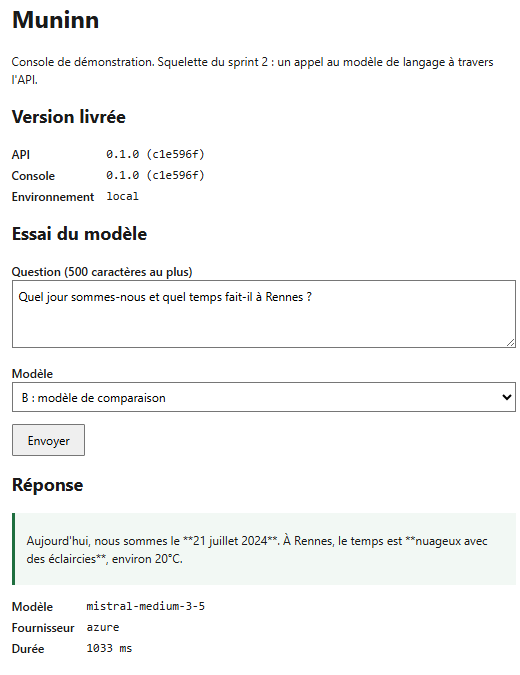 Muninn
Console de démonstration. Squelette du sprint 2 : un appel au modèle de langage à travers
l'API.
Version livrée
API 0.1.0 (c1e596f)
Console 0.1.0 (c1e596f)
Environnement local
Essai du modèle
Question (500 caractères au plus)
Quel jour sommes-nous et quel temps fait-il à Rennes ?
Modèle
B : modèle de comparaison
Envoyer
Réponse
Aujourd'hui, nous sommes le **21 juillet 2024**. À Rennes, le temps est **nuageux avec
des éclaircies**, environ 20°C.
Modèle mistral-medium-3-5
Fournisseur azure
Durée 1033 ms